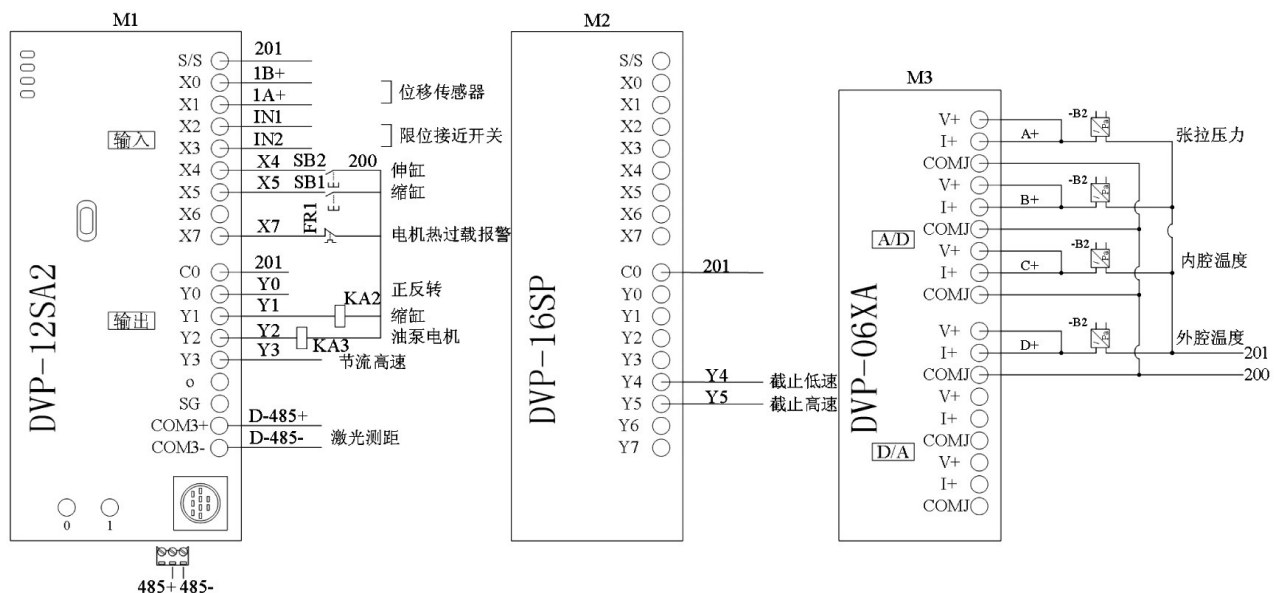 M1
DVP-12SA2
输入
输出
S/S 201
X0 1B+
X1 1A+
位移传感器
X2 IN1
X3 IN2
限位接近开关
X4 X4 SB2 200 伸缸
X5 X5 SB1 缩缸
X6
X7 X7 FR1 电机热过载报警
C0 201
Y0 Y0 正反转
Y1 Y1 KA2 缩缸
Y2 Y2 KA3 油泵电机
Y3 Y3 节流高速
o
SG
COM3+ D-485+
COM3- D-485-
激光测距
0 1
485+ 485-
M2
DVP-16SP
S/S
X0
X1
X2
X3
X4
X5
X6
X7
C0 201
Y0
Y1
Y2
Y3
Y4 Y4 截止低速
Y5 Y5 截止高速
Y6
Y7
M3
DVP-06XA
A/D
D/A
V+ -B2
I+ A+ Pa 张拉压力
COMJ
V+ -B2
I+ B+ Pa
COMJ
V+ -B2
I+ C+ Pa 内腔温度
COMJ
V+ -B2
I+ D+ Pa 外腔温度 201
COMJ 200
V+
I+
COMJ
V+
I+
COMJ